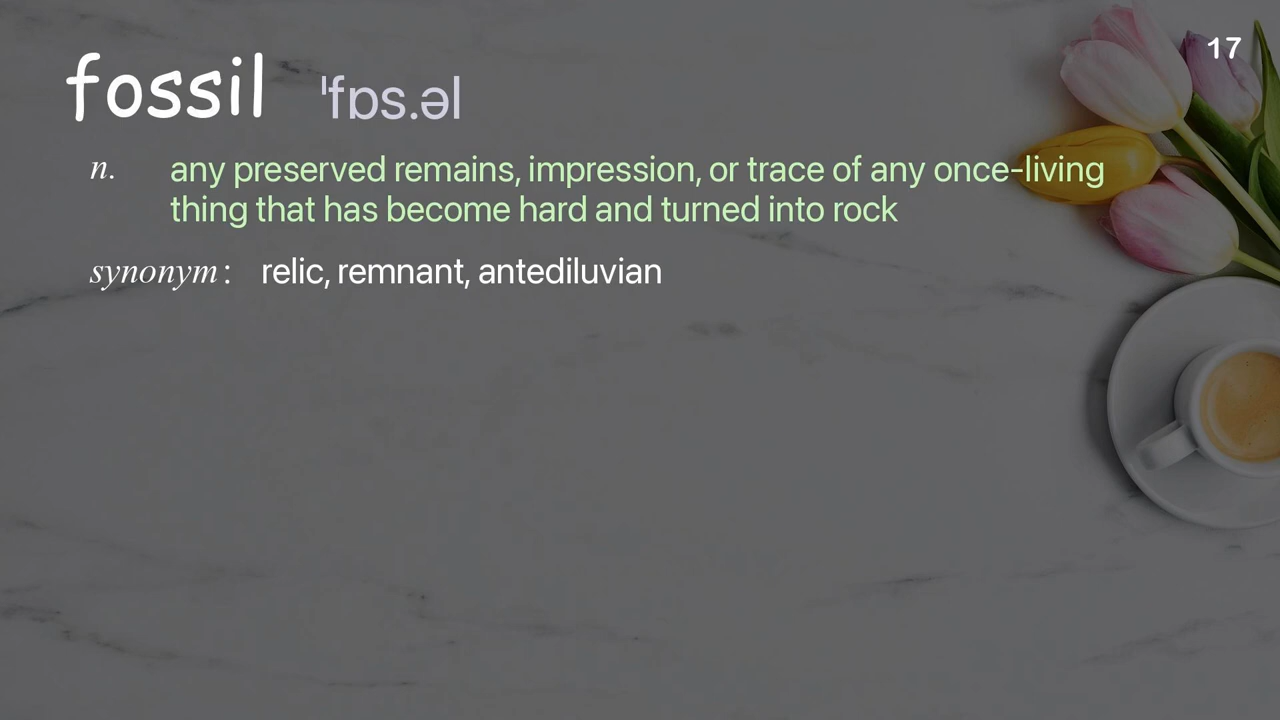 17
fossil ˈfɒs.əl
n. any preserved remains, impression, or trace of any once-living
thing that has become hard and turned into rock
synonym: relic, remnant, antediluvian